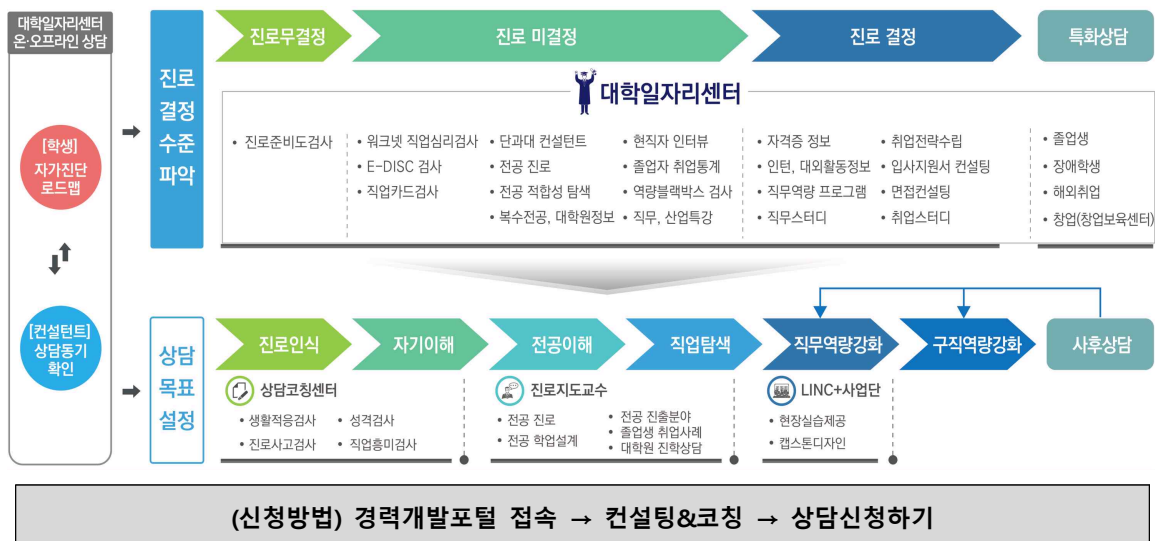 대학일자리센터
온·오프라인 상담
[학생]
자가진단
로드맵
[컨설턴트]
상담동기
확인
진로
결정
수준
파악
진로무결정
진로 미결정
진로 결정
특화상담
대학일자리센터
• 진로준비도검사
• 워크넷 직업심리검사
• E-DISC 검사
• 직업카드검사
• 단과대 컨설턴트
• 전공 진로
• 전공 적합성 탐색
• 복수전공, 대학원정보
• 현직자 인터뷰
• 졸업자 취업통계
• 역량블랙박스 검사
• 직무, 산업특강
• 자격증 정보
• 인턴, 대외활동정보
• 직무역량 프로그램
• 직무스터디
• 취업전략수립
• 입사지원서 컨설팅
• 면접컨설팅
• 취업스터디
• 졸업생
• 장애학생
• 해외취업
• 창업(창업보육센터)
상담
목표
설정
진로인식
자기이해
전공이해
직업탐색
직무역량강화
구직역량강화
사후상담
상담코칭센터
• 생활적응검사
• 진로사고검사
• 성격검사
• 직업흥미검사
진로지도교수
• 전공 진로
• 전공 학업설계
• 전공 진출분야
• 졸업생 취업사례
• 대학원 진학상담
LINC+사업단
• 현장실습제공
• 캡스톤디자인
(신청방법) 경력개발포털 접속 → 컨설팅&코칭 → 상담신청하기